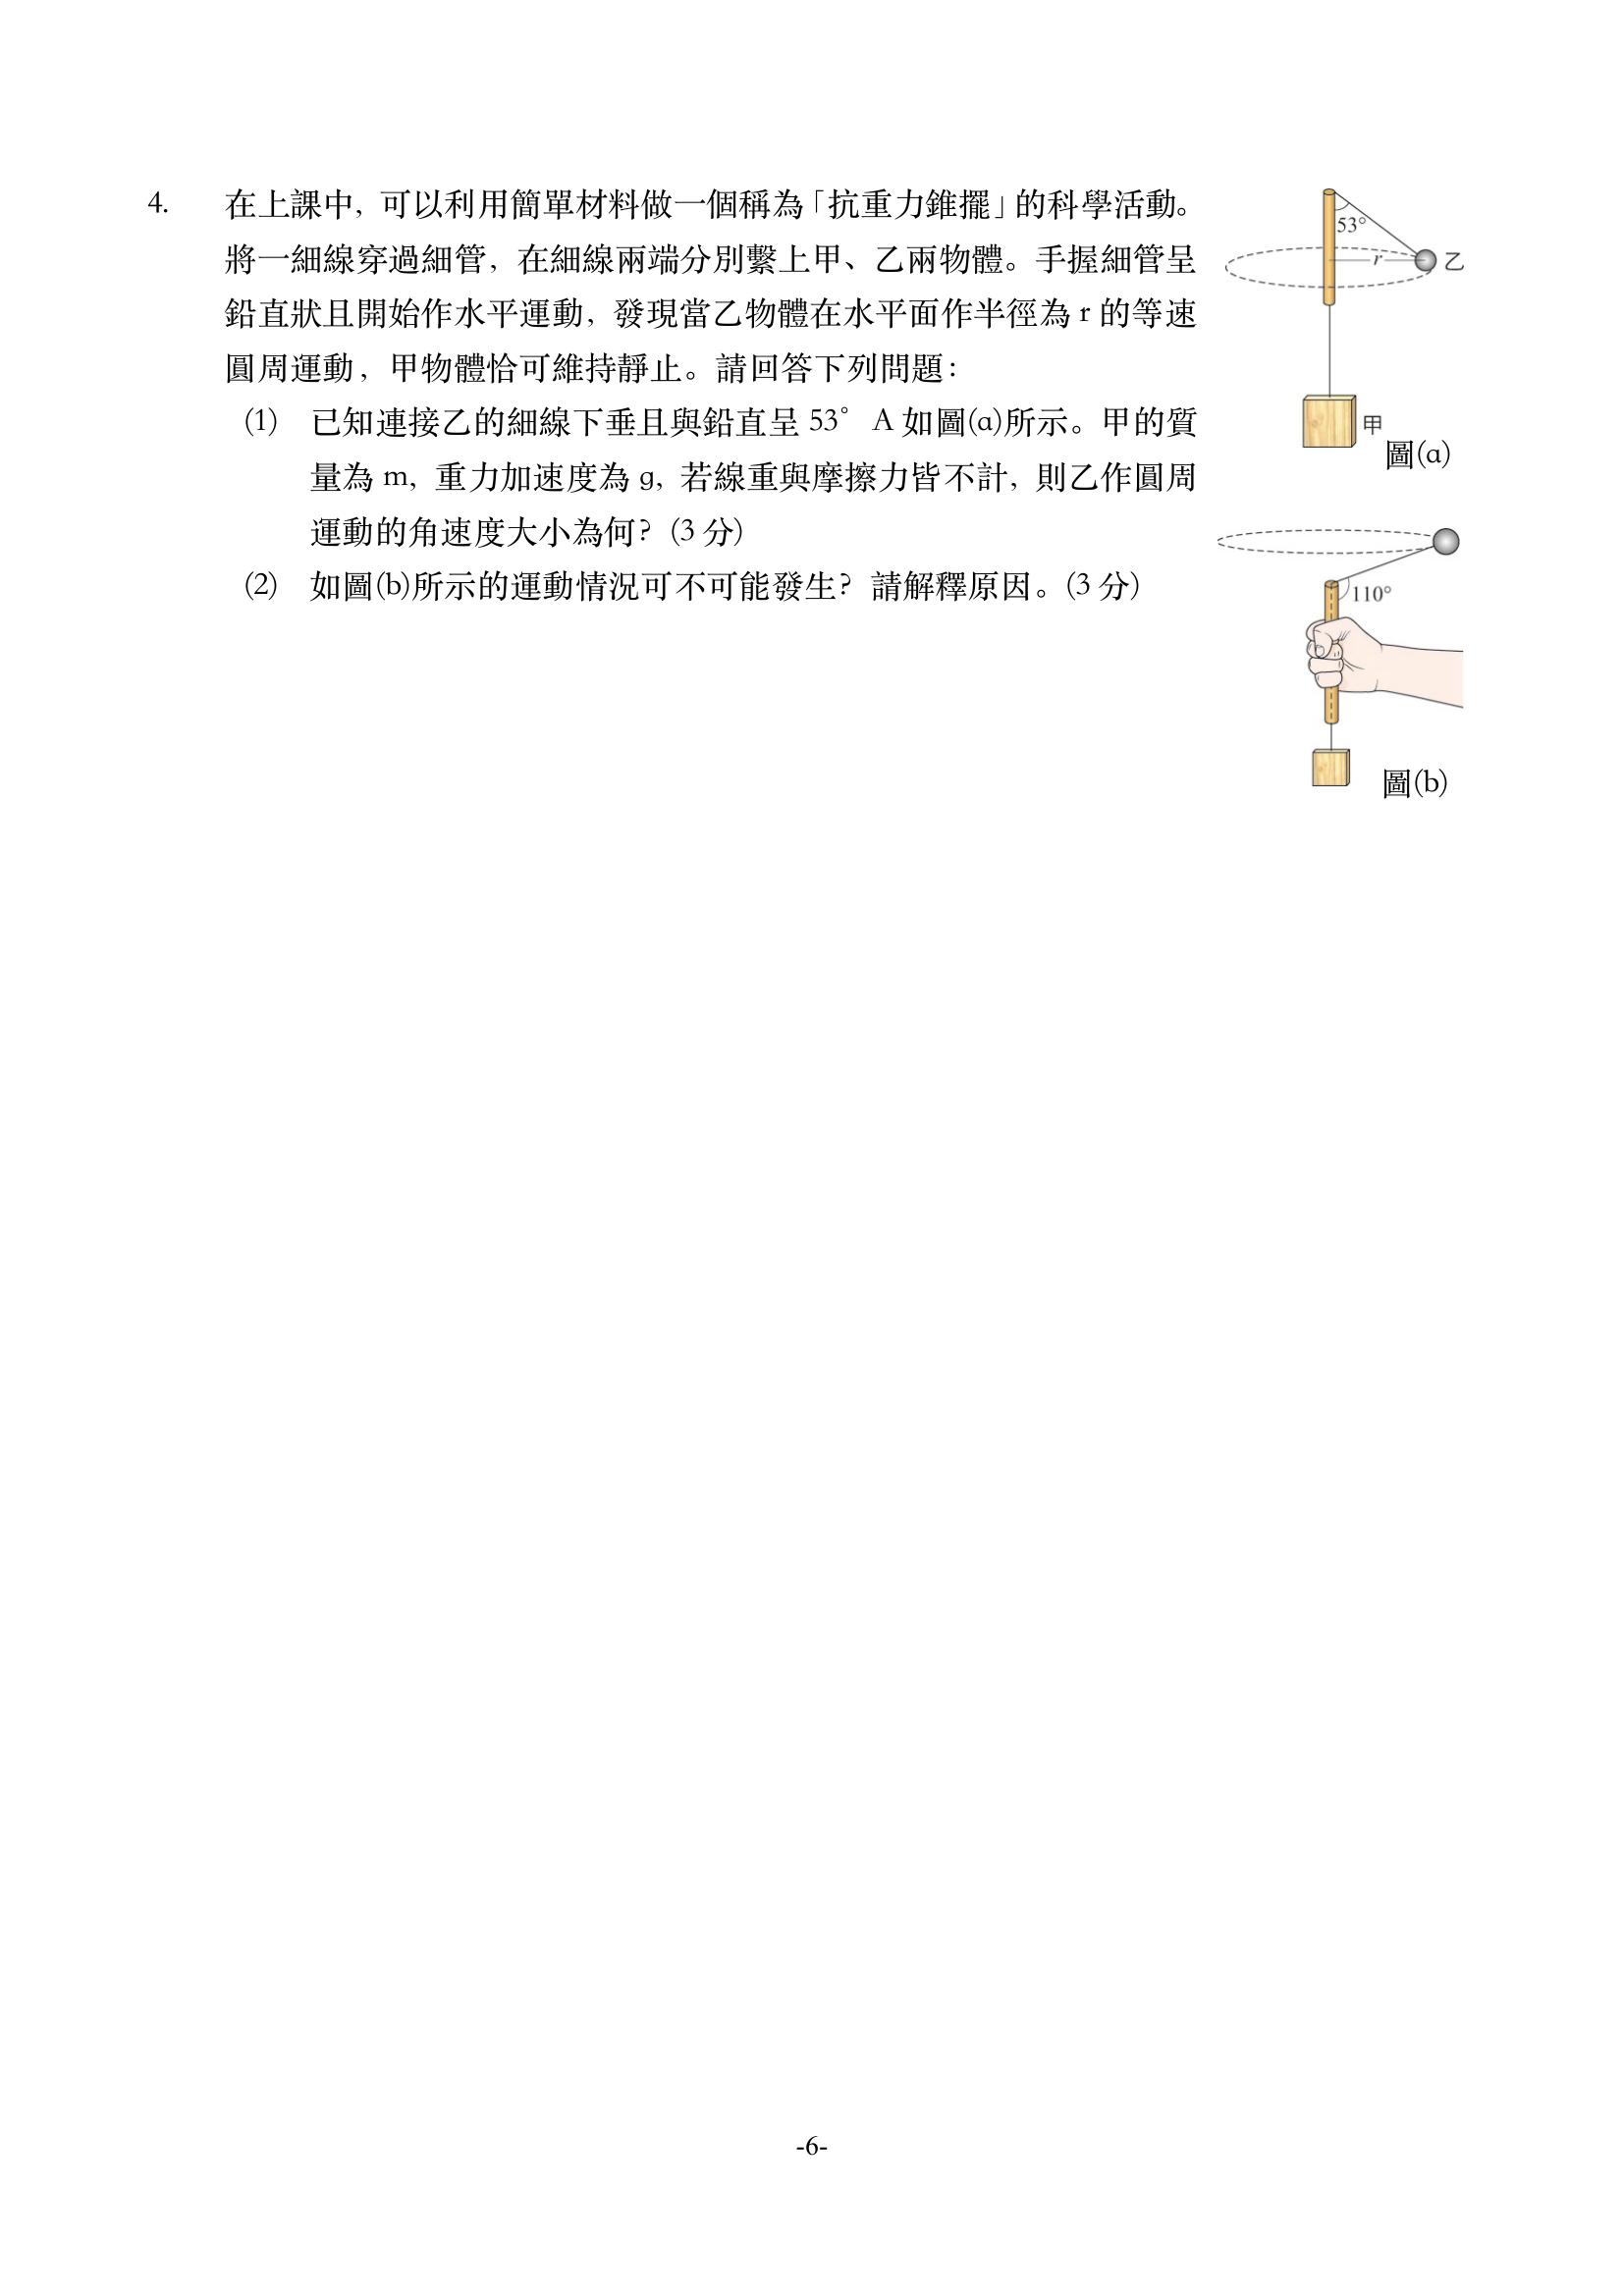 4. 在上課中，可以利用簡單材料做一個稱為「抗重力錐擺」的科學活動。
將一細線穿過細管，在細線兩端分別繫上甲、乙兩物體。手握細管呈
鉛直狀且開始作水平運動，發現當乙物體在水平面作半徑為 r 的等速
圓周運動，甲物體恰可維持靜止。請回答下列問題：
(1) 已知連接乙的細線下垂且與鉛直呈 53° A 如圖(a)所示。甲的質
量為 m，重力加速度為 g，若線重與摩擦力皆不計，則乙作圓周
運動的角速度大小為何？(3 分)
(2) 如圖(b)所示的運動情況可不可能發生？請解釋原因。(3 分)
53°
r
乙
甲
圖(a)
110°
圖(b)
-6-